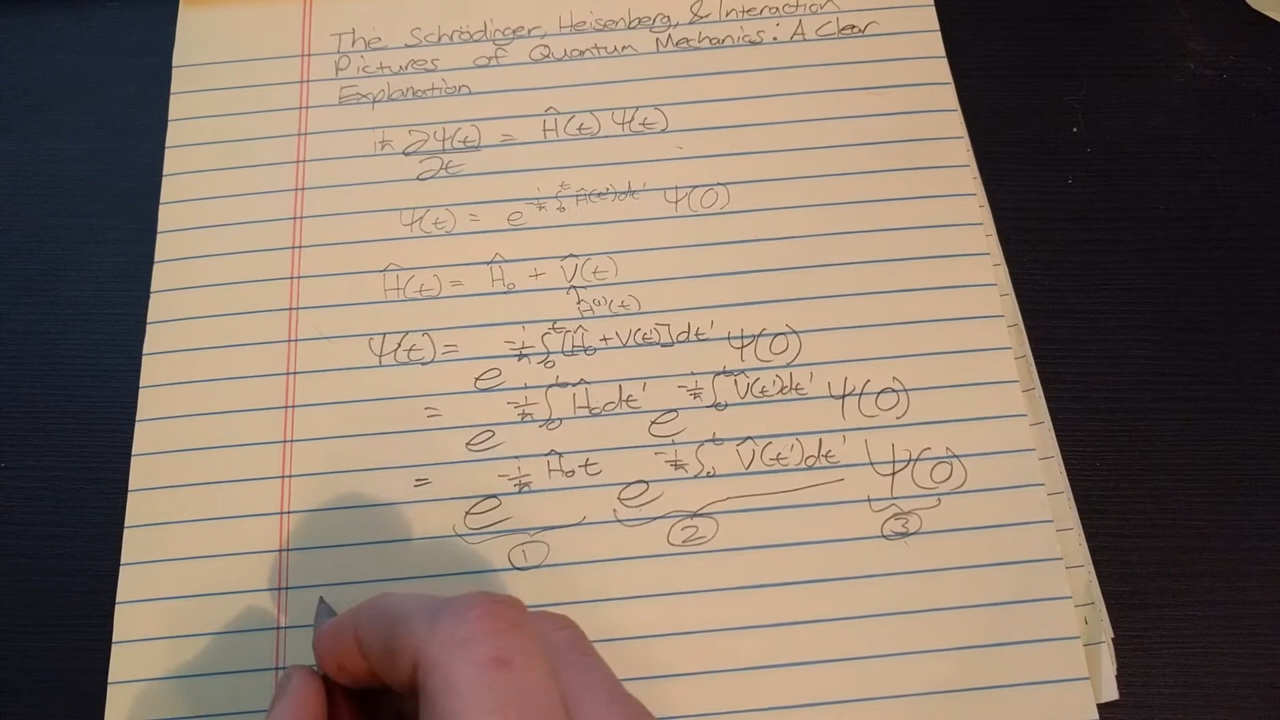 The Schrödinger, Heisenberg, & Interaction
Pictures of Quantum Mechanics: A Clear
Explanation
iħ ∂Ψ(t)/∂t = Ĥ(t) Ψ(t)
Ψ(t) = e^{-i/ħ ∫₀ᵗ Ĥ(t')dt'} Ψ(0)
Ĥ(t) = Ĥ₀ + V̂(t)
↑ Ĥ⁽¹⁾(t)
Ψ(t) = e^{-i/ħ ∫₀ᵗ [Ĥ₀ + V(t')]dt'} Ψ(0)
= e^{-i/ħ ∫₀ᵗ Ĥ₀dt'} e^{-i/ħ ∫₀ᵗ V̂(t')dt'} Ψ(0)
= e^{-i/ħ Ĥ₀t} e^{-i/ħ ∫₀ᵗ V̂(t')dt'} Ψ(0)
① ② ③